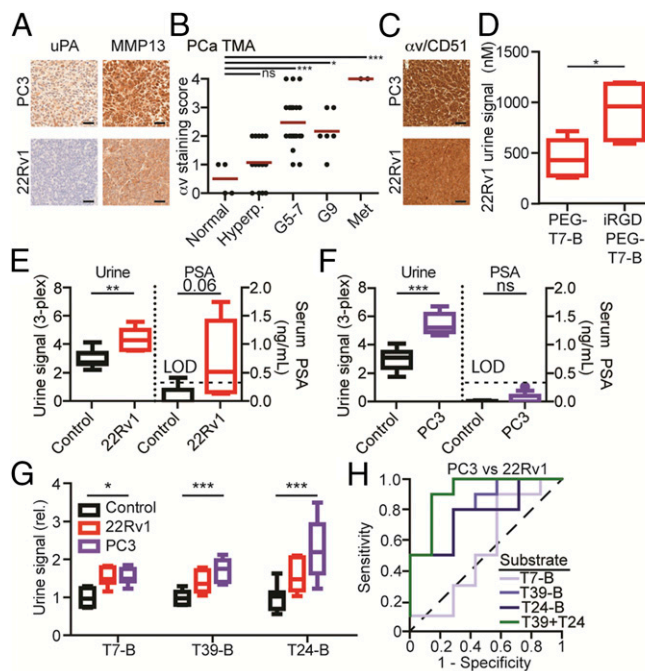 A
uPA
MMP13
PC3
22Rv1
B
PCa TMA
***
*
***
ns
αv staining score
5
4
3
2
1
0
Normal
Hyperp.
G5-7
G9
Met
C
αv/CD51
PC3
22Rv1
D
22Rv1 urine signal (nM)
1500
1000
500
0
*
PEG-
T7-B
iRGD
PEG-
T7-B
E
Urine signal (3-plex)
8
6
4
2
0
Urine
**
PSA
0.06
LOD
2.0
1.5
1.0
0.5
0.0
Serum PSA
(ng/mL)
Control
22Rv1
Control
22Rv1
F
Urine signal (3-plex)
8
6
4
2
0
Urine
***
PSA
ns
LOD
2.0
1.5
1.0
0.5
0.0
Serum PSA
(ng/mL)
Control
PC3
Control
PC3
G
Urine signal (rel.)
4
3
2
1
0
*
***
***
Control
22Rv1
PC3
T7-B
T39-B
T24-B
H
PC3 vs 22Rv1
Sensitivity
1.0
0.8
0.6
0.4
0.2
0.0
Substrate
T7-B
T39-B
T24-B
T39+T24
0 .2 .4 .6 .8 1
1 - Specificity